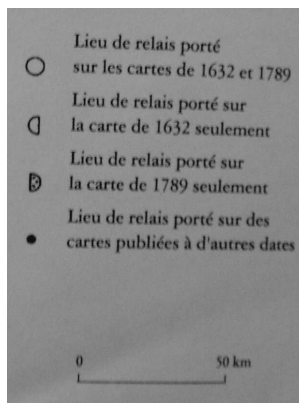 Lieu de relais porté
sur les cartes de 1632 et 1789
Lieu de relais porté sur
la carte de 1632 seulement
Lieu de relais porté sur
la carte de 1789 seulement
Lieu de relais porté sur des
cartes publiées à d'autres dates
0 50 km